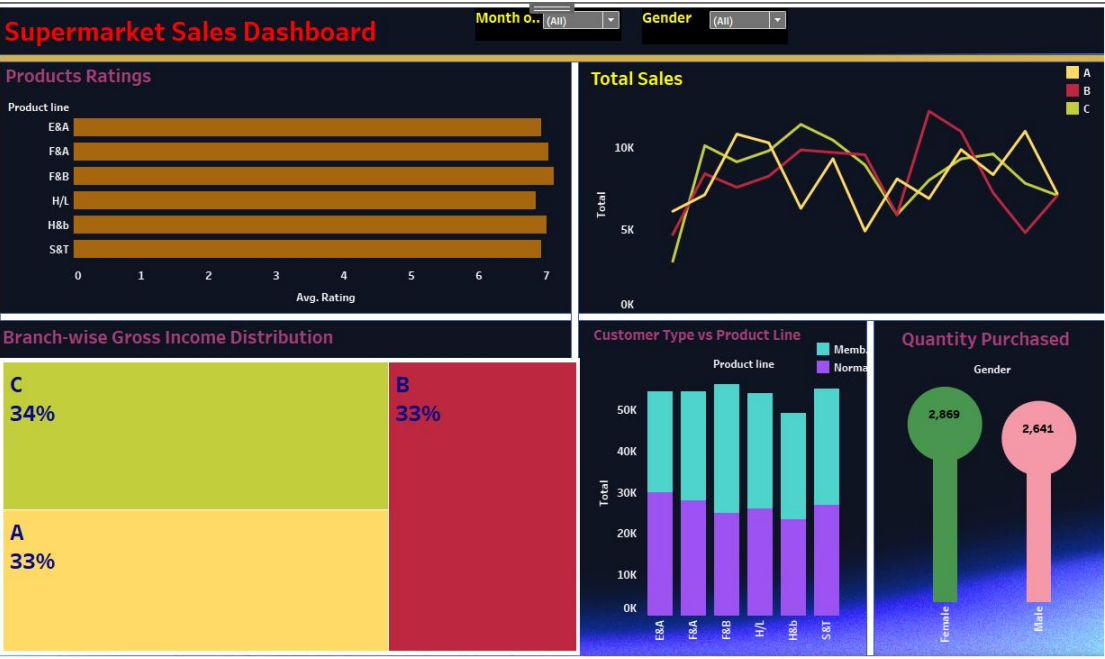 Supermarket Sales Dashboard
Month o.. (All)
Gender (All)
Products Ratings
Product line
E&A
F&A
F&B
H/L
H&b
S&T
0 1 2 3 4 5 6 7
Avg. Rating
Total Sales
A
B
C
10K
5K
0K
Total
Branch-wise Gross Income Distribution
C
34%
B
33%
A
33%
Customer Type vs Product Line
Memb.
Norma
Product line
50K
40K
30K
20K
10K
0K
Total
E&A F&A F&B H/L H&b S&T
Quantity Purchased
Gender
2,869
2,641
Female Male